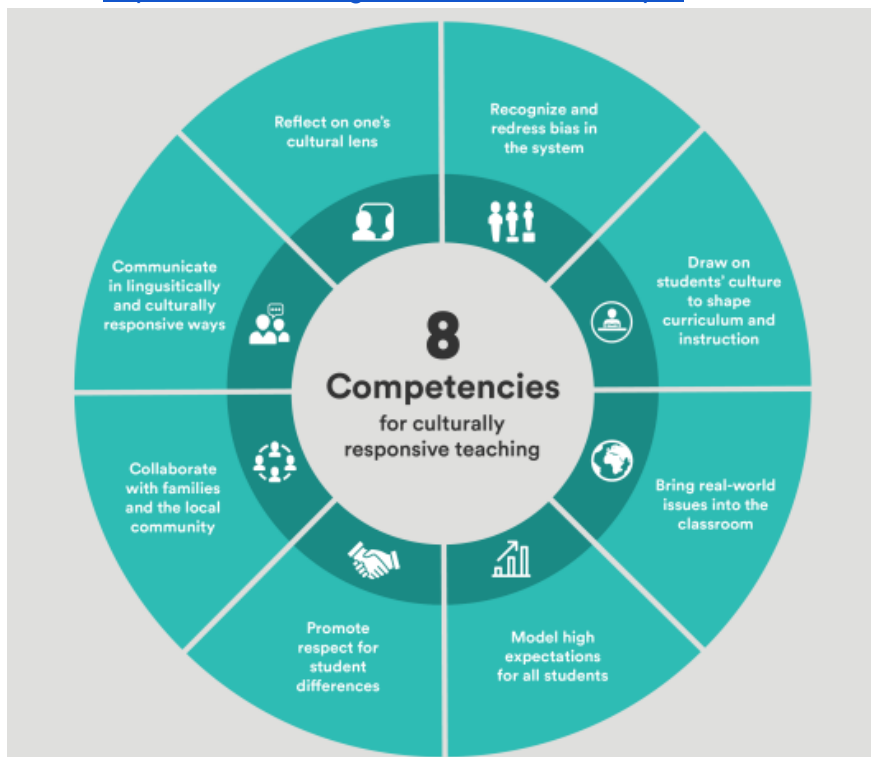 8
Competencies
for culturally
responsive teaching
Reflect on one's
cultural lens
Recognize and
redress bias in
the system
Draw on
students' culture
to shape
curriculum and
instruction
Bring real-world
issues into the
classroom
Model high
expectations
for all students
Promote
respect for
student
differences
Collaborate
with families
and the local
community
Communicate
in lingusitically
and culturally
responsive ways